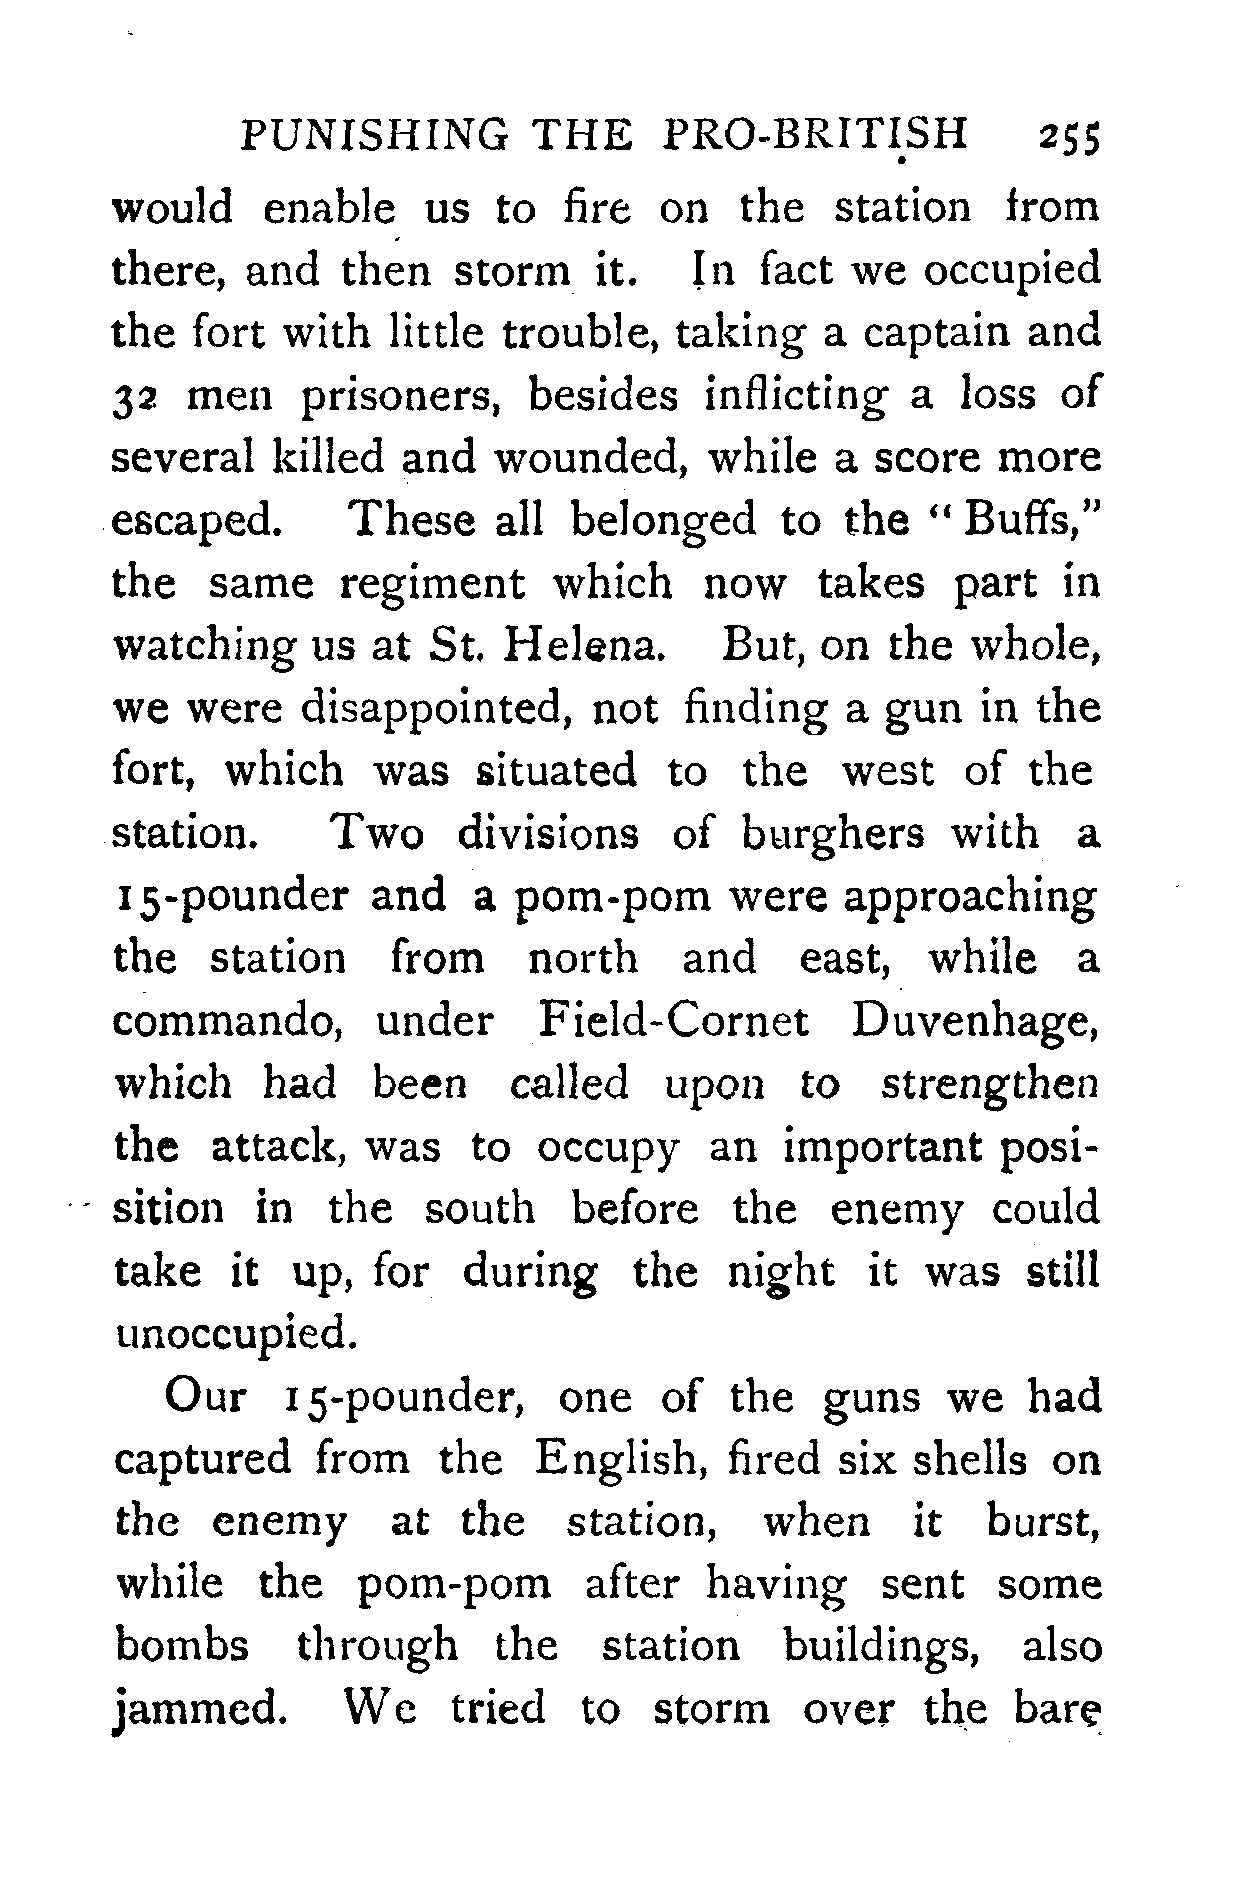 PUNISHING THE PRO-BRITISH 255
would enable us to fire on the station from
there, and then storm it. In fact we occupied
the fort with little trouble, taking a captain and
32 men prisoners, besides inflicting a loss of
several killed and wounded, while a score more
escaped. These all belonged to the “ Buffs,”
the same regiment which now takes part in
watching us at St. Helena. But, on the whole,
we were disappointed, not finding a gun in the
fort, which was situated to the west of the
station. Two divisions of burghers with a
15-pounder and a pom-pom were approaching
the station from north and east, while a
commando, under Field-Cornet Duvenhage,
which had been called upon to strengthen
the attack, was to occupy an important posi-
sition in the south before the enemy could
take it up, for during the night it was still
unoccupied.
Our 15-pounder, one of the guns we had
captured from the English, fired six shells on
the enemy at the station, when it burst,
while the pom-pom after having sent some
bombs through the station buildings, also
jammed. We tried to storm over the bare